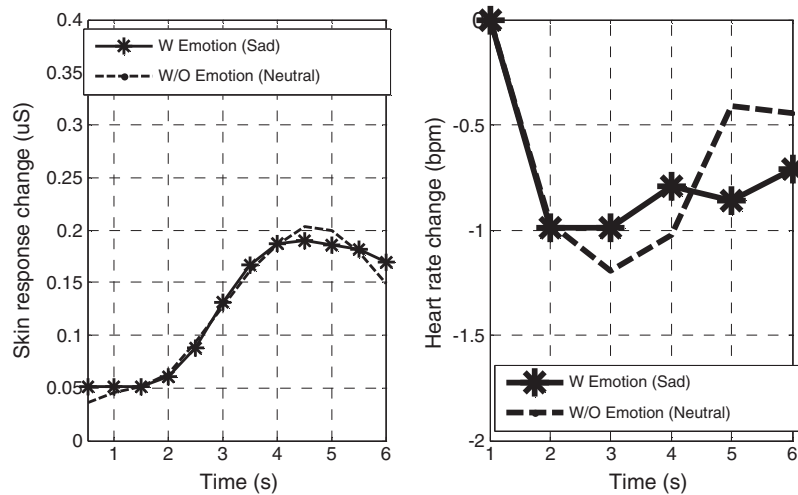 0.4
W Emotion (Sad)
W/O Emotion (Neutral)
0.35
0.3
0.25
0.2
0.15
0.1
0.05
0
1 2 3 4 5 6
Time (s)
Skin response change (uS)
0
-0.5
-1
-1.5
-2
W Emotion (Sad)
W/O Emotion (Neutral)
1 2 3 4 5 6
Time (s)
Heart rate change (bpm)